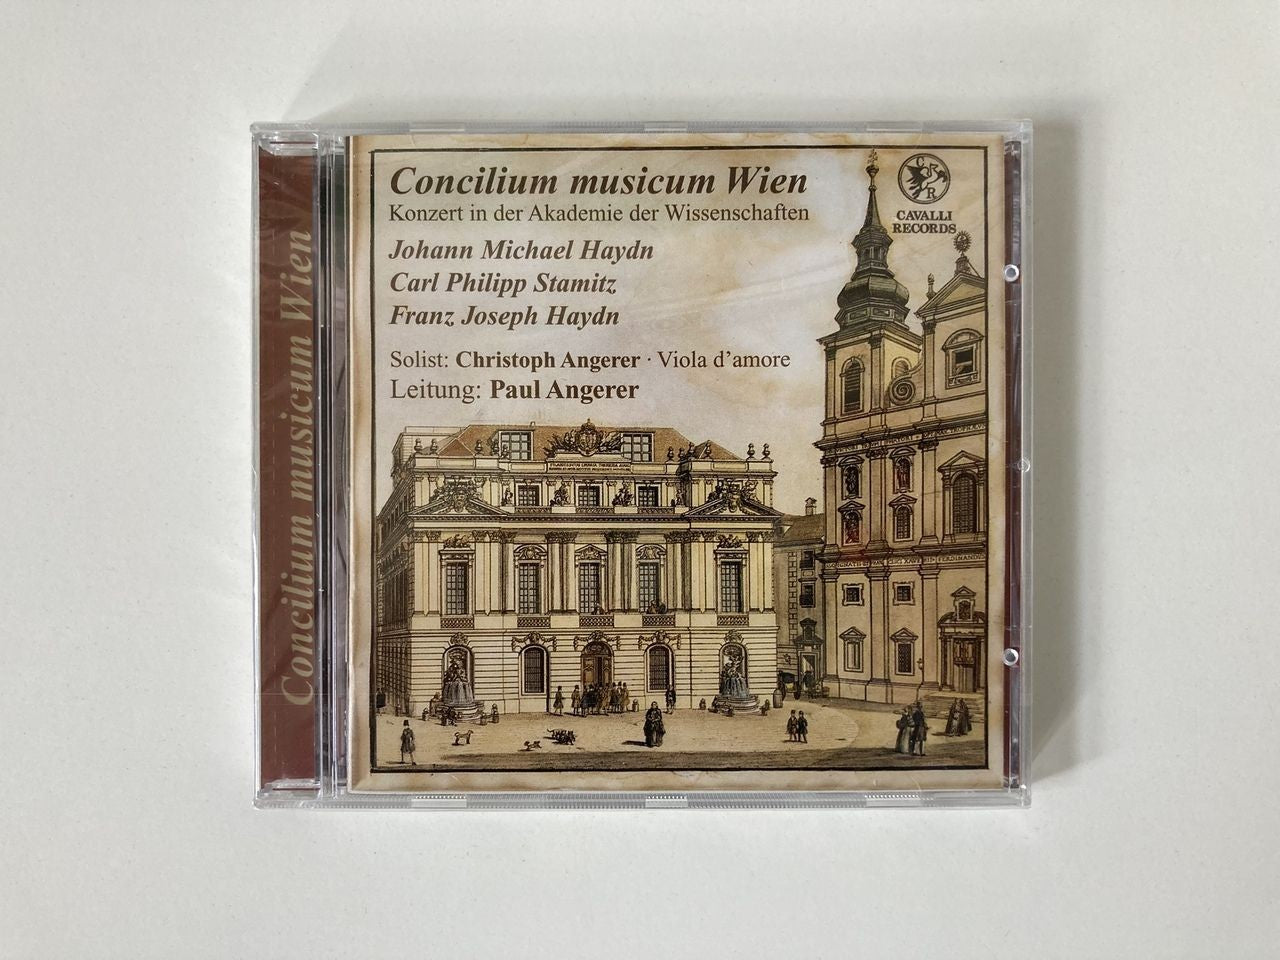 Concilium musicum Wien
Konzert in der Akademie der Wissenschaften
Johann Michael Haydn
Carl Philipp Stamitz
Franz Joseph Haydn
Solist: Christoph Angerer · Viola d'amore
Leitung: Paul Angerer
C R
CAVALLI
RECORDS
Concilium musicum Wien